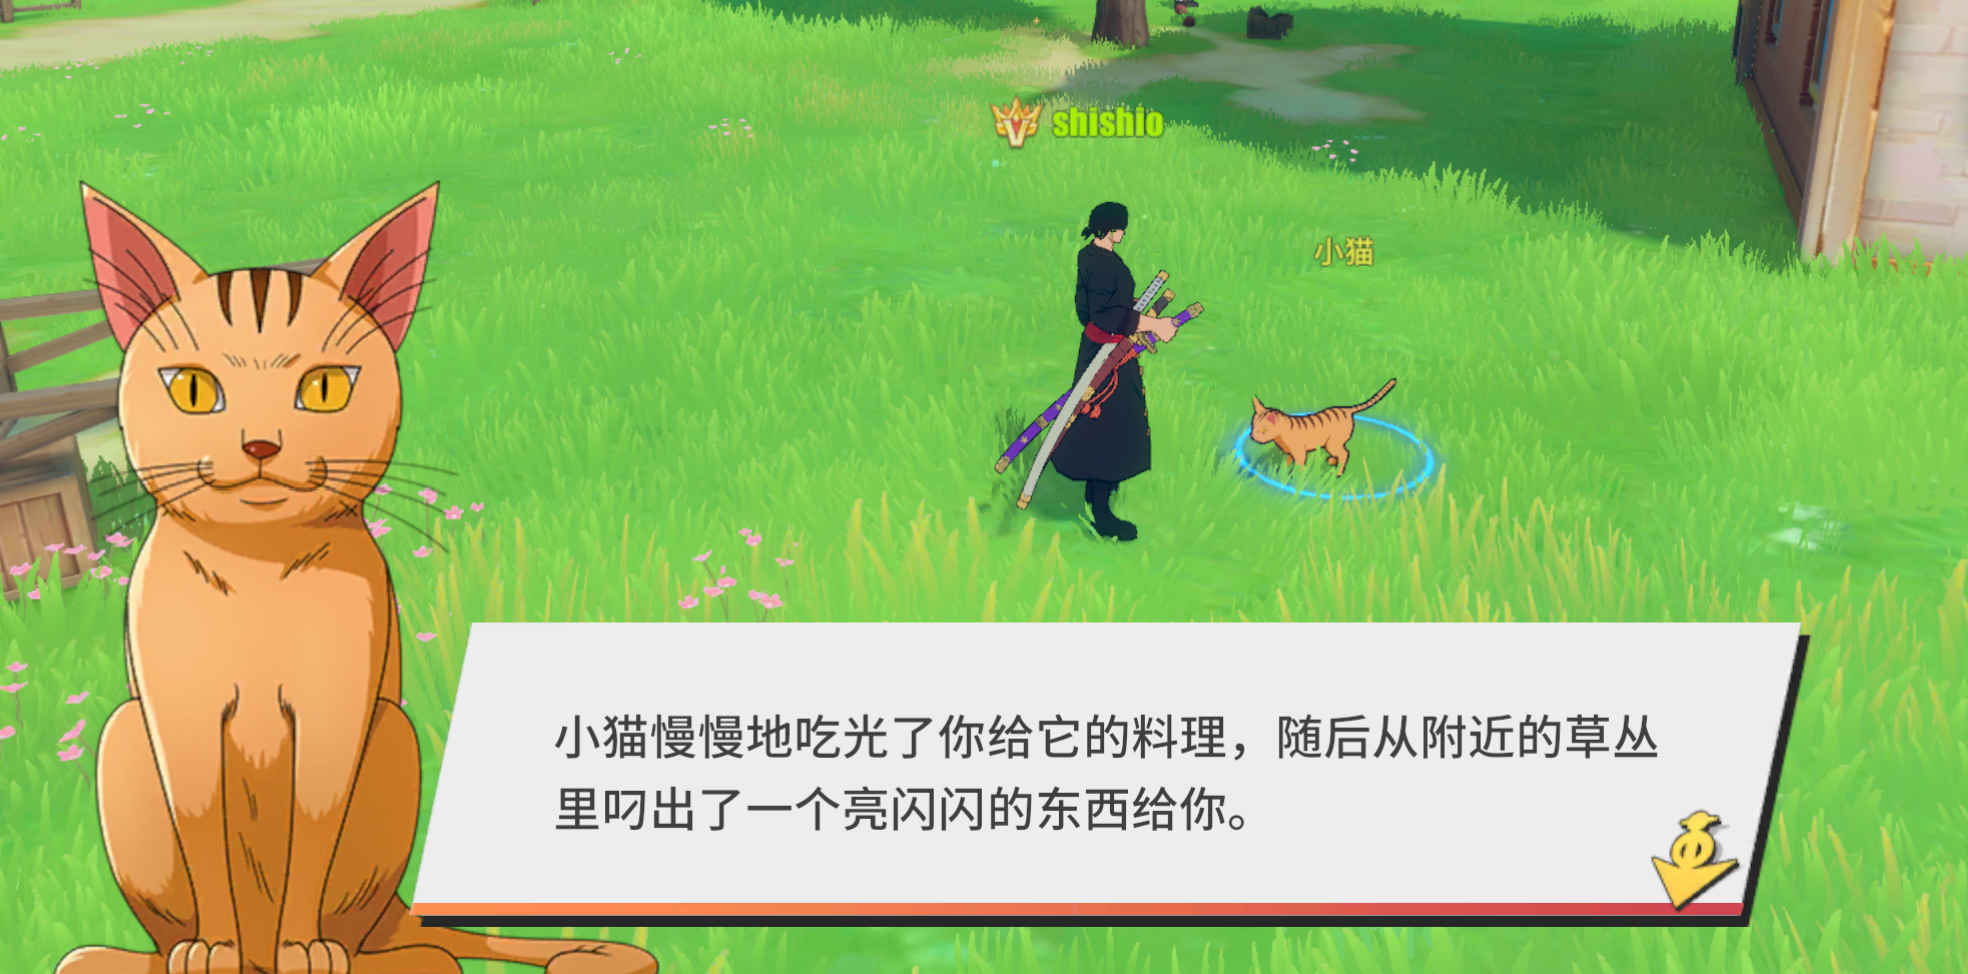 shishio
小猫
小猫慢慢地吃光了你给它的料理，随后从附近的草丛
里叼出了一个亮闪闪的东西给你。